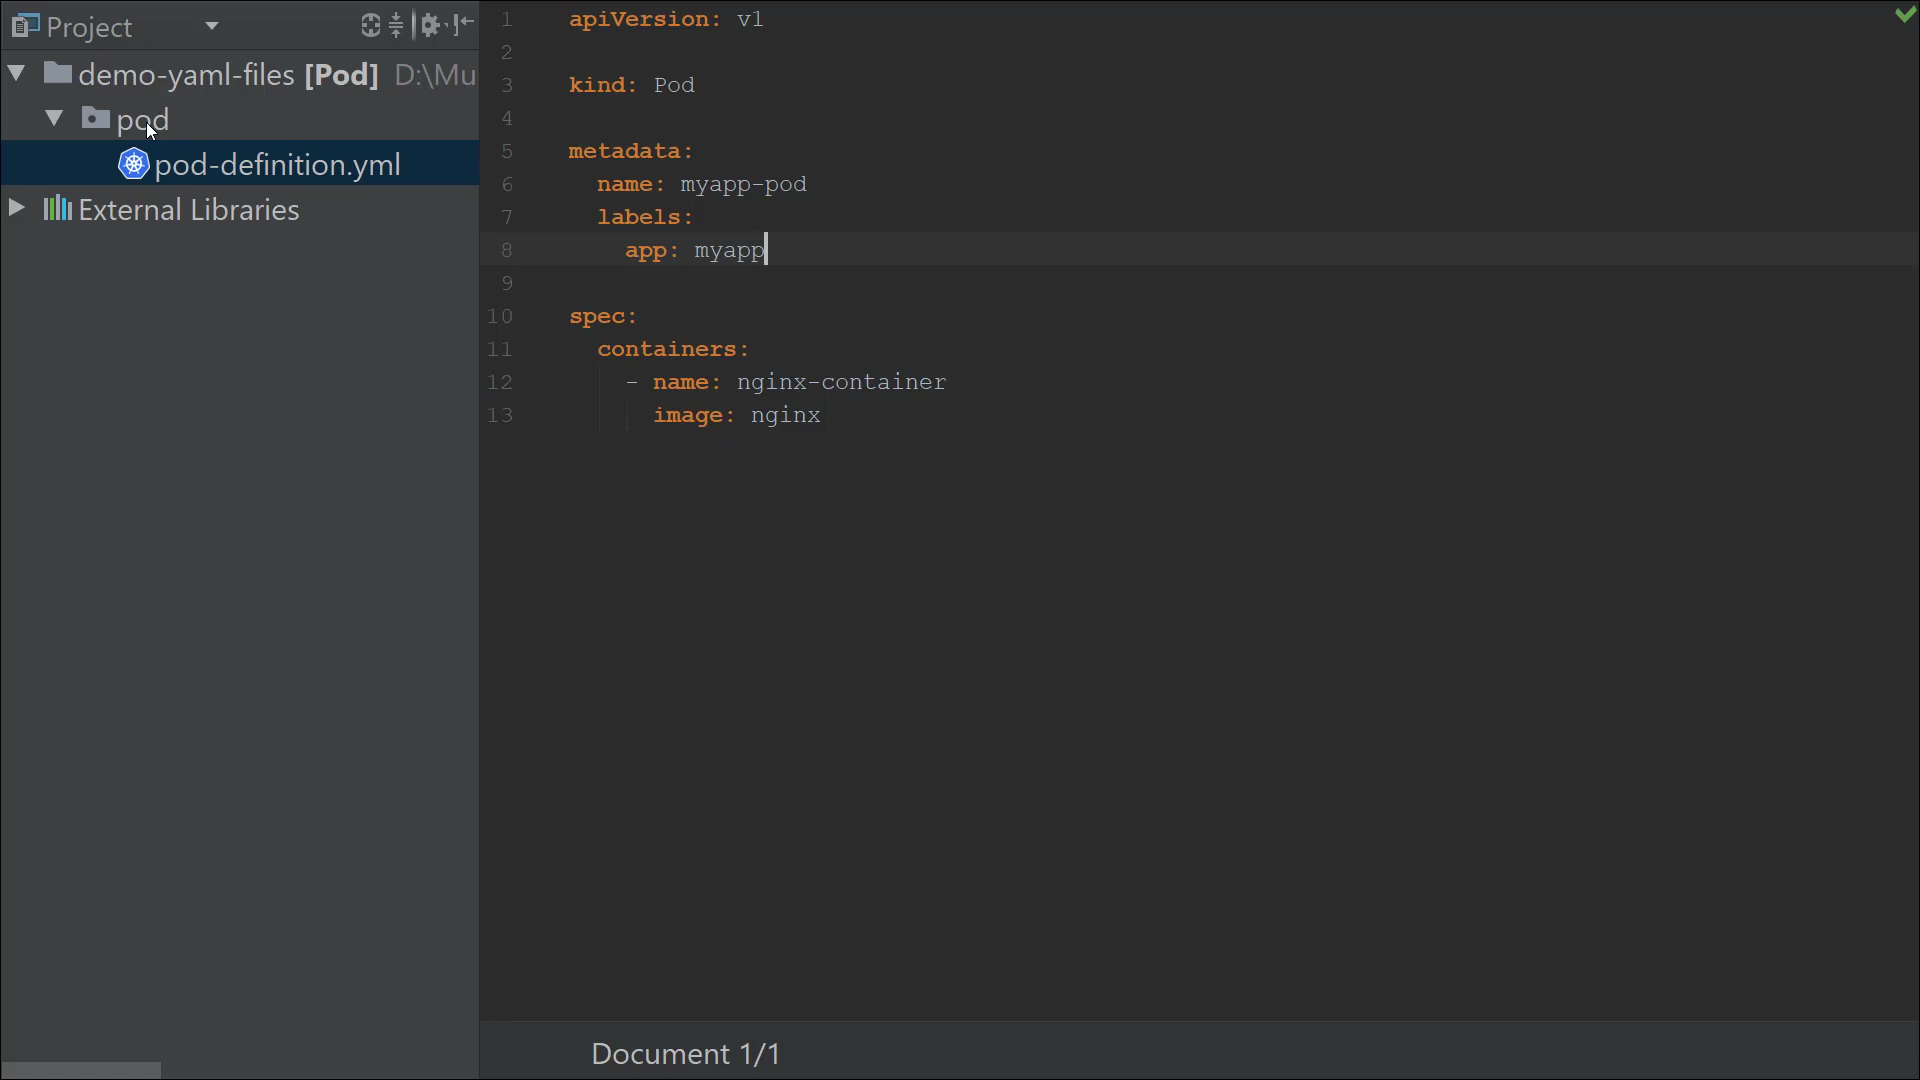 Project
demo-yaml-files [Pod] D:\Mu
pod
pod-definition.yml
External Libraries
1 apiVersion: v1
2
3 kind: Pod
4
5 metadata:
6   name: myapp-pod
7   labels:
8     app: myapp
9
10 spec:
11   containers:
12     - name: nginx-container
13       image: nginx
Document 1/1